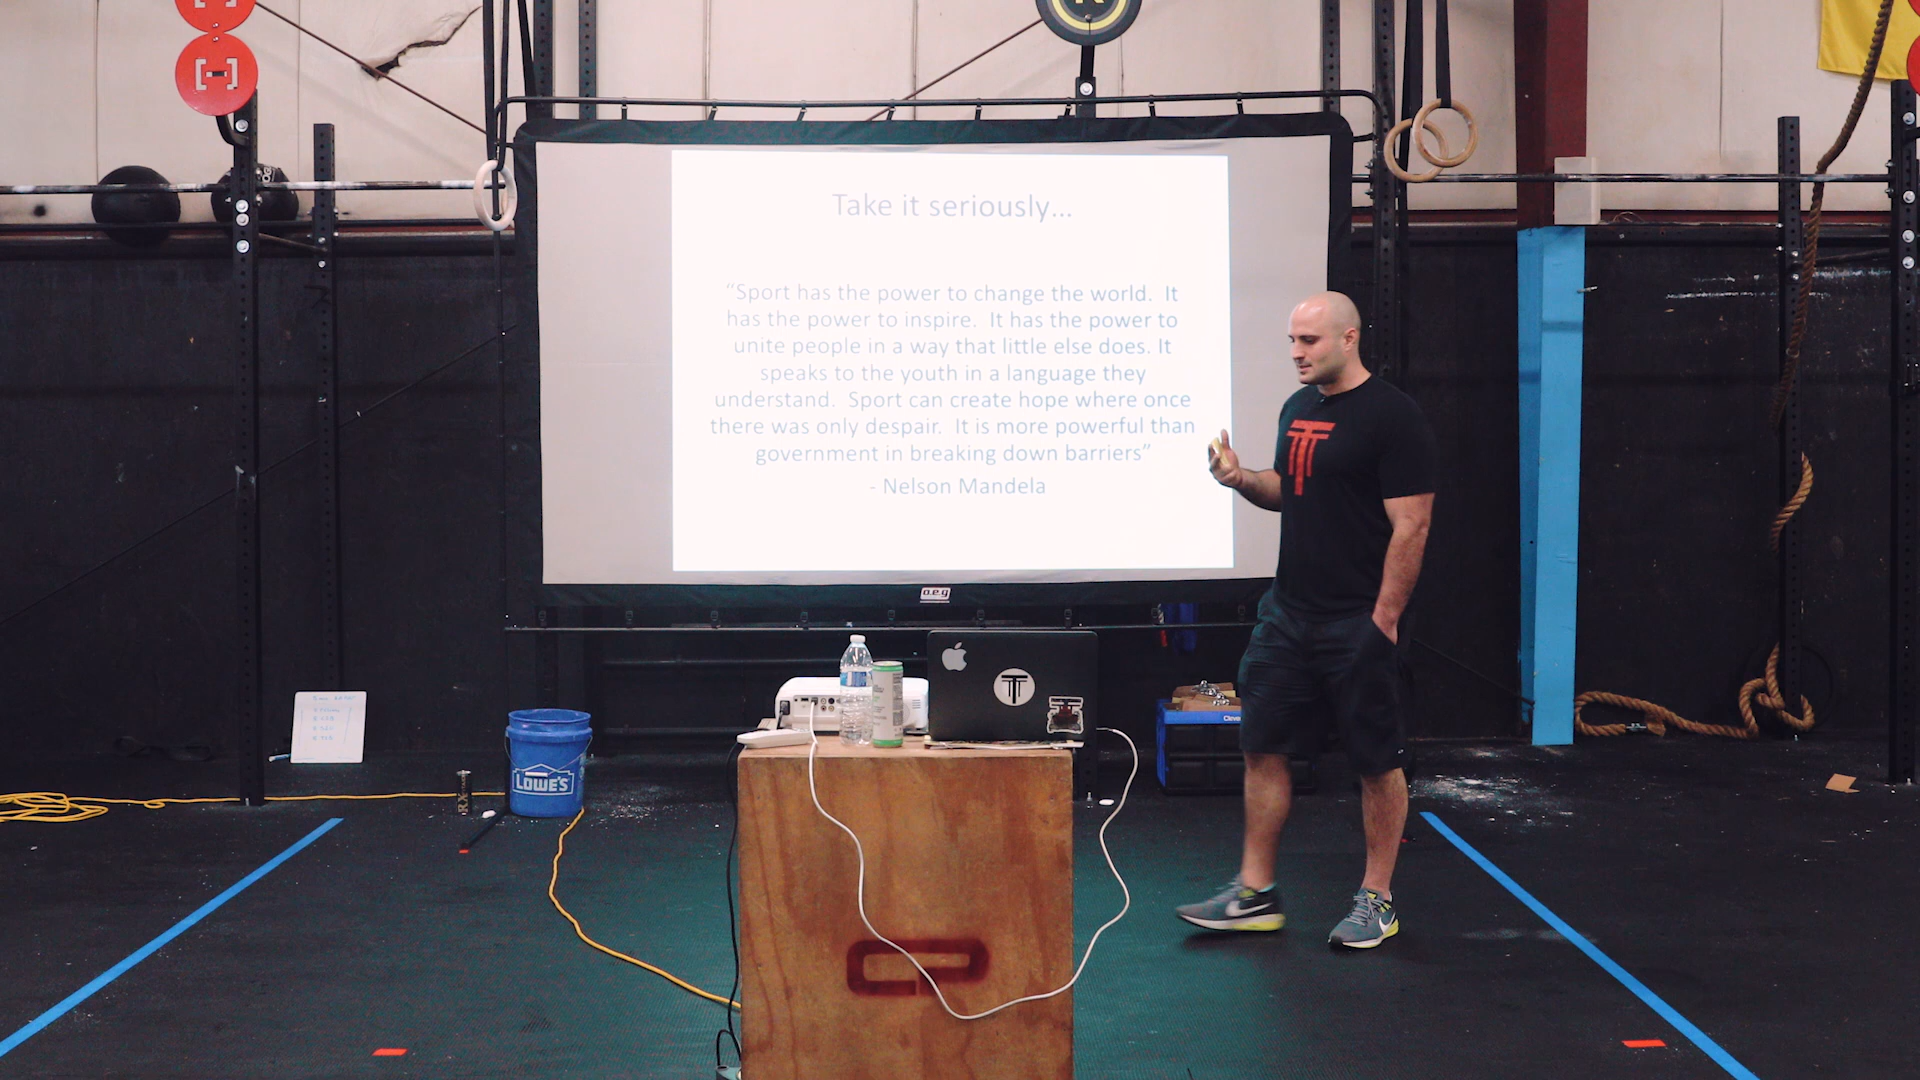 Take it seriously...
“Sport has the power to change the world.  It
has the power to inspire.  It has the power to
unite people in a way that little else does. It
speaks to the youth in a language they
understand.  Sport can create hope where once
there was only despair.  It is more powerful than
government in breaking down barriers”
- Nelson Mandela
o.e.g
LOWE'S